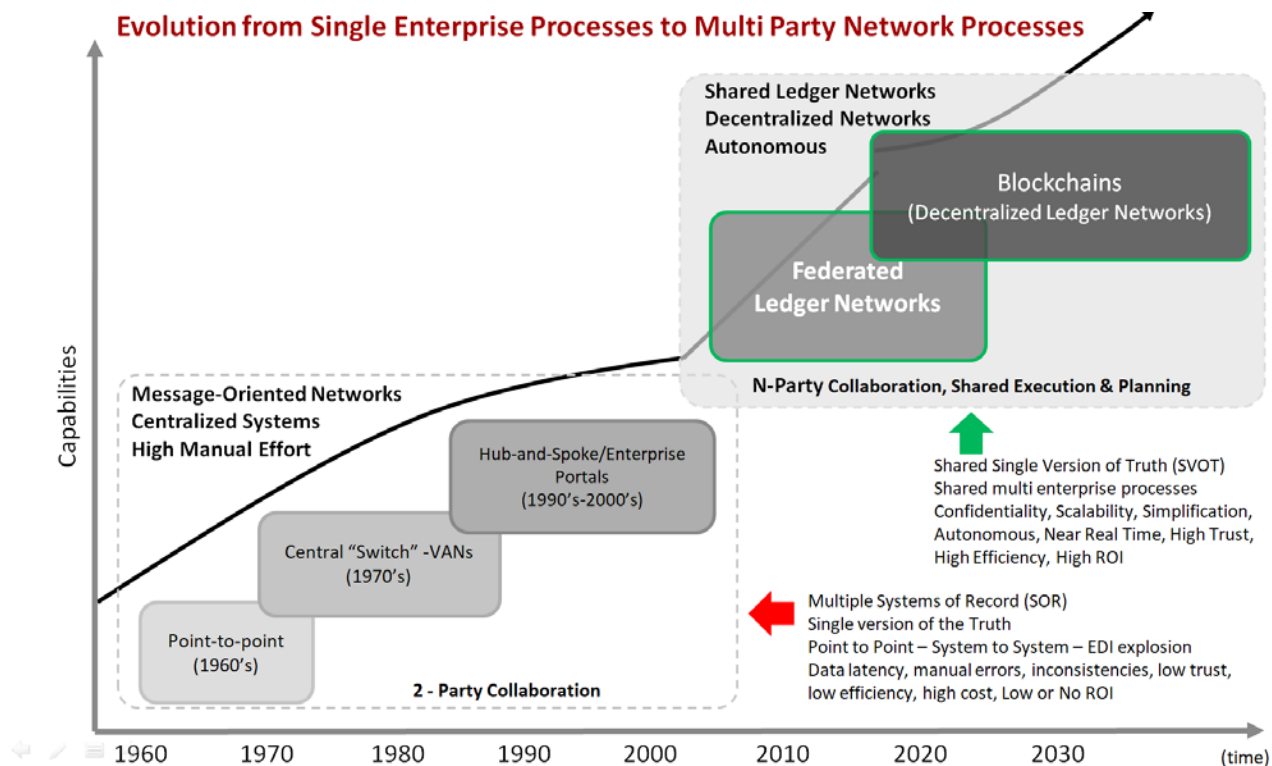 Evolution from Single Enterprise Processes to Multi Party Network Processes
Shared Ledger Networks
Decentralized Networks
Autonomous
Blockchains
(Decentralized Ledger Networks)
Federated
Ledger Networks
N-Party Collaboration, Shared Execution & Planning
Capabilities
Message-Oriented Networks
Centralized Systems
High Manual Effort
Hub-and-Spoke/Enterprise
Portals
(1990's-2000's)
Central “Switch” -VANs
(1970's)
Point-to-point
(1960's)
2 - Party Collaboration
Shared Single Version of Truth (SVOT)
Shared multi enterprise processes
Confidentiality, Scalability, Simplification,
Autonomous, Near Real Time, High Trust,
High Efficiency, High ROI
Multiple Systems of Record (SOR)
Single version of the Truth
Point to Point – System to System – EDI explosion
Data latency, manual errors, inconsistencies, low trust,
low efficiency, high cost, Low or No ROI
1960 1970 1980 1990 2000 2010 2020 2030 (time)